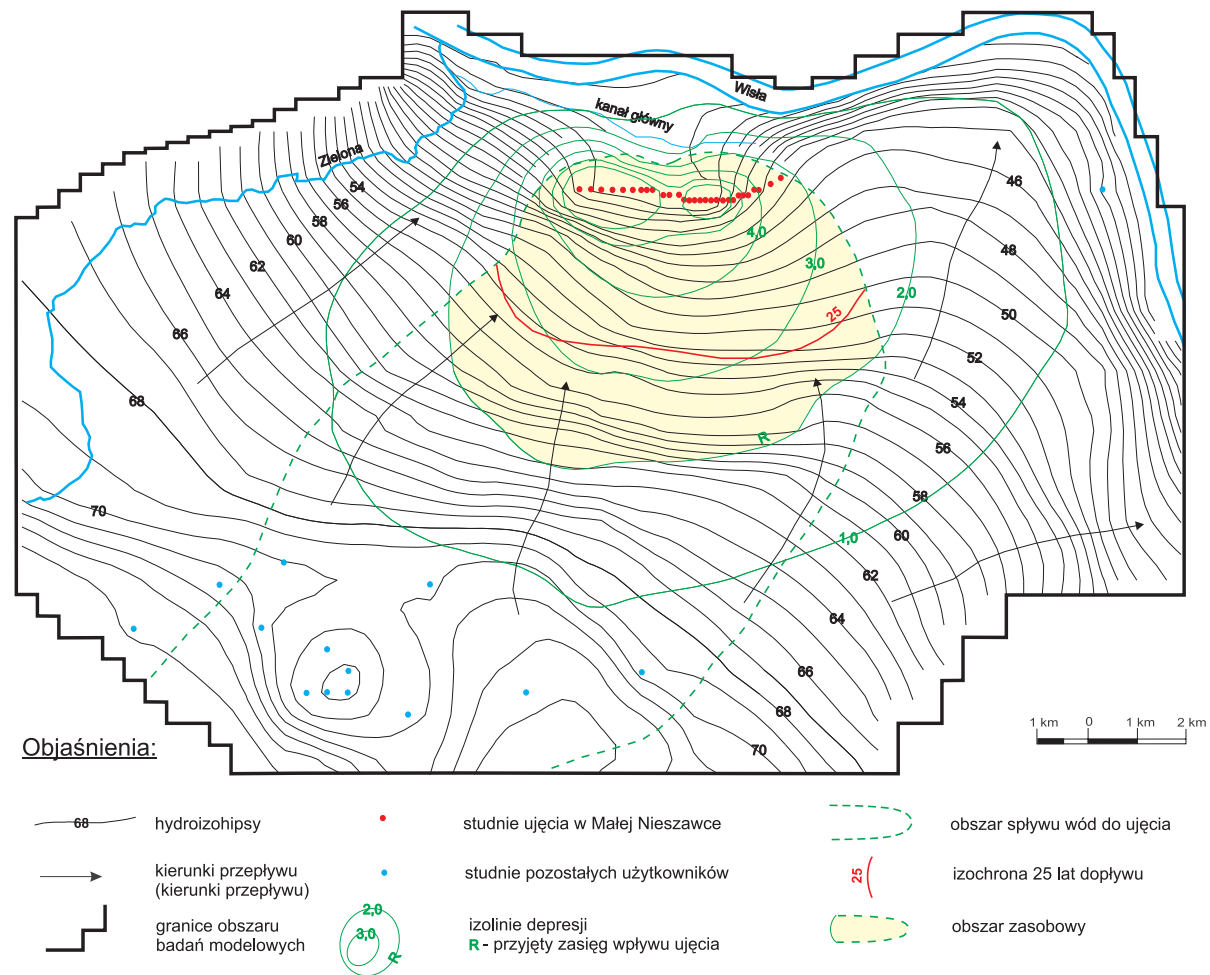 Wisła
kanał główny
Zielona
54
56
58
60
62
64
66
68
70
46
48
50
52
54
56
58
60
62
64
66
68
70
4,0
3,0
2,0
1,0
R
25
1 km 0 1 km 2 km
Objaśnienia:
68 hydroizohipsy
kierunki przepływu
(kierunki przepływu)
granice obszaru
badań modelowych
studnie ujęcia w Małej Nieszawce
studnie pozostałych użytkowników
2,0
3,0
R
izolinie depresji
R - przyjęty zasięg wpływu ujęcia
obszar spływu wód do ujęcia
25 izochrona 25 lat dopływu
obszar zasobowy